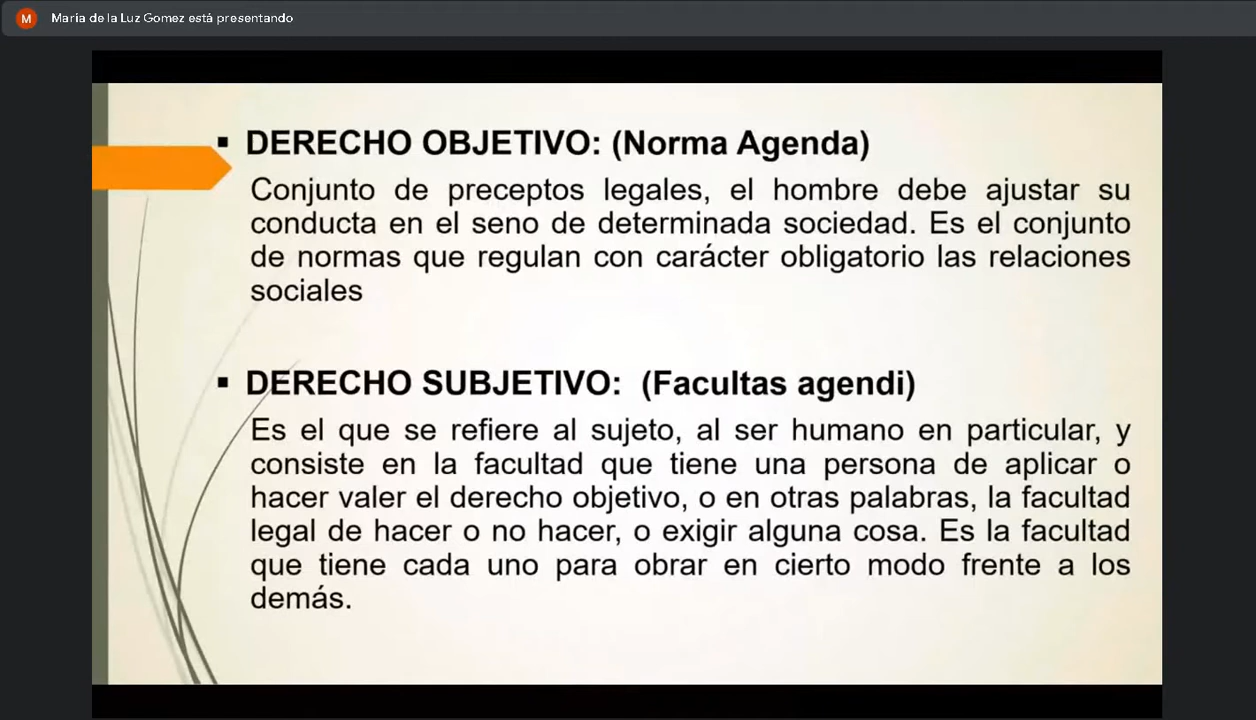 M María de la Luz Gomez está presentando
▪ DERECHO OBJETIVO: (Norma Agenda)
Conjunto de preceptos legales, el hombre debe ajustar su
conducta en el seno de determinada sociedad. Es el conjunto
de normas que regulan con carácter obligatorio las relaciones
sociales
▪ DERECHO SUBJETIVO: (Facultas agendi)
Es el que se refiere al sujeto, al ser humano en particular, y
consiste en la facultad que tiene una persona de aplicar o
hacer valer el derecho objetivo, o en otras palabras, la facultad
legal de hacer o no hacer, o exigir alguna cosa. Es la facultad
que tiene cada uno para obrar en cierto modo frente a los
demás.